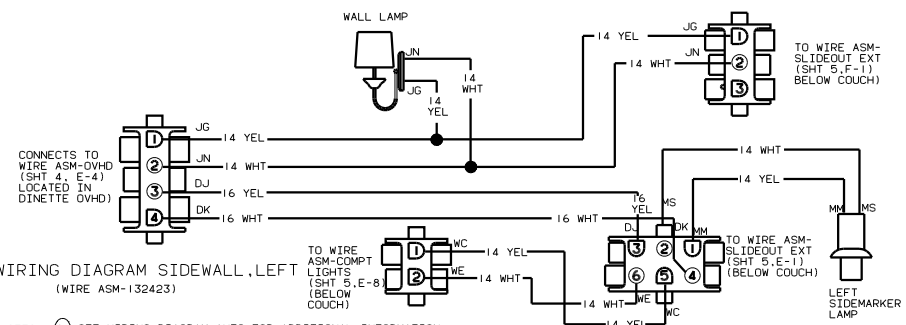 WALL LAMP
JN
JG
14 YEL
14 WHT
JG
14 YEL
JN
14 WHT
1
2
3
TO WIRE ASM-
SLIDEOUT EXT
(SHT 5,F-1)
BELOW COUCH)
CONNECTS TO
WIRE ASM-OVHD
(SHT 4, E-4)
LOCATED IN
DINETTE OVHD)
1
2
3
4
JG
14 YEL
JN
14 WHT
DJ
16 YEL
DK
16 WHT
16 WHT
16 YEL
MS
14 WHT
14 YEL
DJ
DK
MM
3
2
1
6
5
4
TO WIRE ASM-
SLIDEOUT EXT
(SHT 5,E-1)
(BELOW COUCH)
MM
MS
LEFT
SIDEMARKER
LAMP
TO WIRE
ASM-COMPT
LIGHTS
(SHT 5,E-8)
(BELOW
COUCH)
1
2
WC
14 YEL
WE
14 WHT
14 WHT
WE
WC
14 YEL
WIRING DIAGRAM SIDEWALL,LEFT
(WIRE ASM-132423)